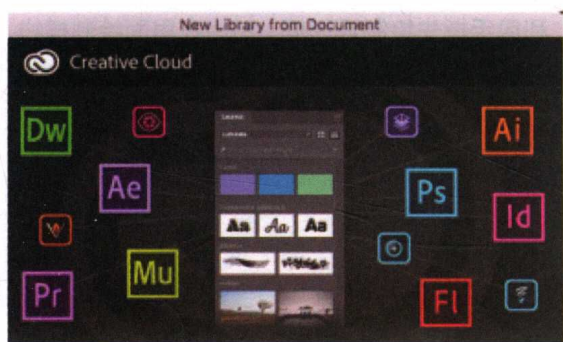 New Library from Document
Creative Cloud
Dw
Ae
Pr
Mu
Aa Aa Aa
Ai
Ps
Id
Fl